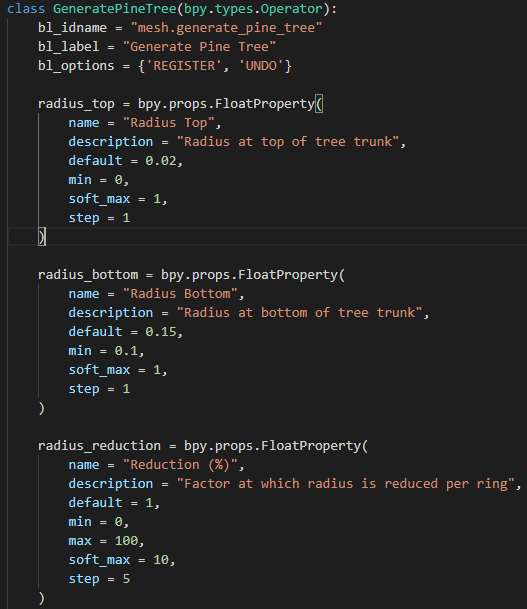 class GeneratePineTree(bpy.types.Operator):
    bl_idname = "mesh.generate_pine_tree"
    bl_label = "Generate Pine Tree"
    bl_options = {'REGISTER', 'UNDO'}

    radius_top = bpy.props.FloatProperty(
        name = "Radius Top",
        description = "Radius at top of tree trunk",
        default = 0.02,
        min = 0,
        soft_max = 1,
        step = 1
    )

    radius_bottom = bpy.props.FloatProperty(
        name = "Radius Bottom",
        description = "Radius at bottom of tree trunk",
        default = 0.15,
        min = 0.1,
        soft_max = 1,
        step = 1
    )

    radius_reduction = bpy.props.FloatProperty(
        name = "Reduction (%)",
        description = "Factor at which radius is reduced per ring",
        default = 1,
        min = 0,
        max = 100,
        soft_max = 10,
        step = 5
    )